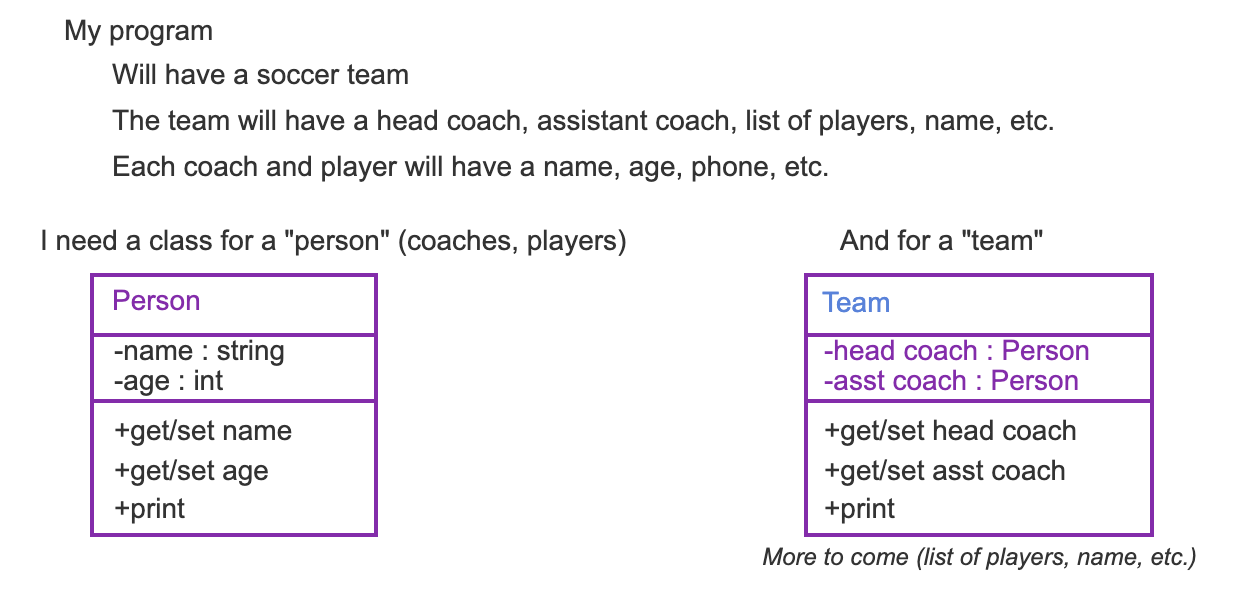 My program
Will have a soccer team
The team will have a head coach, assistant coach, list of players, name, etc.
Each coach and player will have a name, age, phone, etc.
I need a class for a "person" (coaches, players)
Person
-name : string
-age : int
+get/set name
+get/set age
+print
And for a "team"
Team
-head coach : Person
-asst coach : Person
+get/set head coach
+get/set asst coach
+print
More to come (list of players, name, etc.)